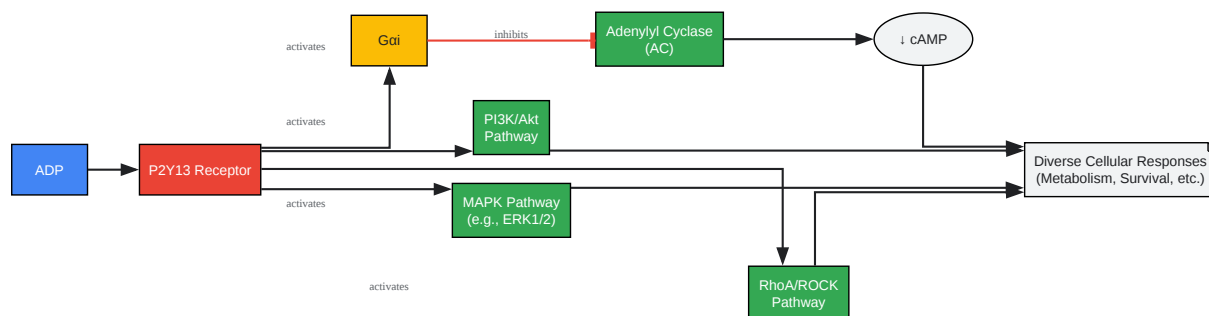 activates
Gαi
inhibits
Adenylyl Cyclase
(AC)
↓ cAMP
activates
PI3K/Akt
Pathway
ADP
P2Y13 Receptor
Diverse Cellular Responses
(Metabolism, Survival, etc.)
activates
MAPK Pathway
(e.g., ERK1/2)
activates
RhoA/ROCK
Pathway